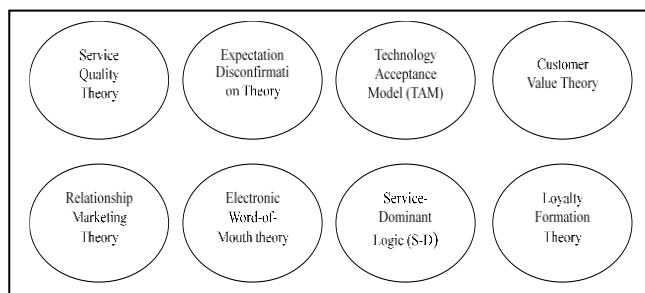 Service
Quality
Theory
Expectation
Disconfirmati
on Theory
Technology
Acceptance
Model (TAM)
Customer
Value Theory
Relationship
Marketing
Theory
Electronic
Word-of-
Mouth theory
Service-
Dominant
Logic (S-D)
Loyalty
Formation
Theory